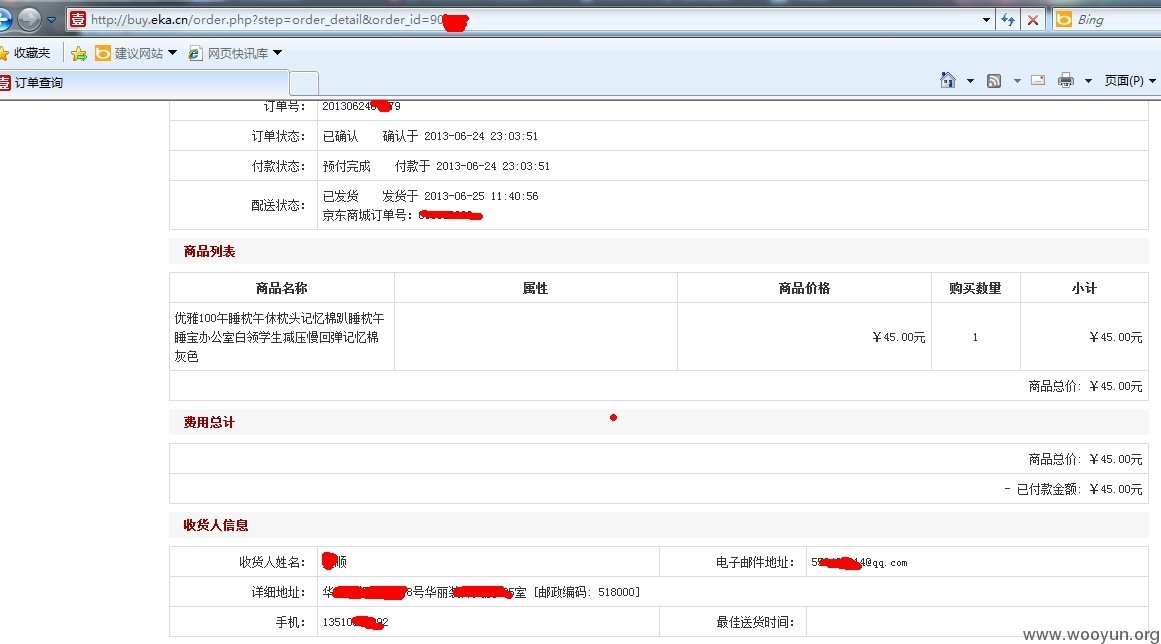 http://buy.eka.cn/order.php?step=order_detail&order_id=90
Bing
收藏夹 建议网站 网页快讯库
订单查询 页面(P)
订单号： 20130624 79
订单状态： 已确认 确认于 2013-06-24 23:03:51
付款状态： 预付完成 付款于 2013-06-24 23:03:51
配送状态： 已发货 发货于 2013-06-25 11:40:56
京东商城订单号：
商品列表
商品名称 属性 商品价格 购买数量 小计
优雅100午睡枕午休枕头记忆棉趴睡枕午
睡宝办公室白领学生减压慢回弹记忆棉
灰色
￥45.00元 1 ￥45.00元
商品总价：￥45.00元
费用总计
商品总价：￥45.00元
- 已付款金额：￥45.00元
收货人信息
收货人姓名： 顺 电子邮件地址： 55 4@qq.com
详细地址： 华 8号华丽装 5室 [邮政编码：518000]
手机： 13510 92 最佳送货时间：
www.wooyun.org